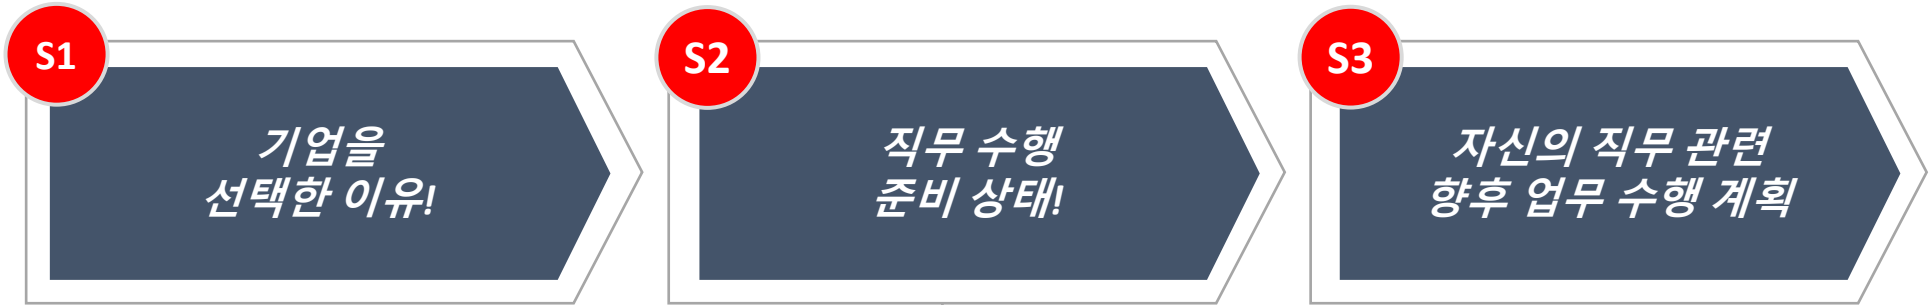 S1
기업을
선택한 이유!
S2
직무 수행
준비 상태!
S3
자신의 직무 관련
향후 업무 수행 계획